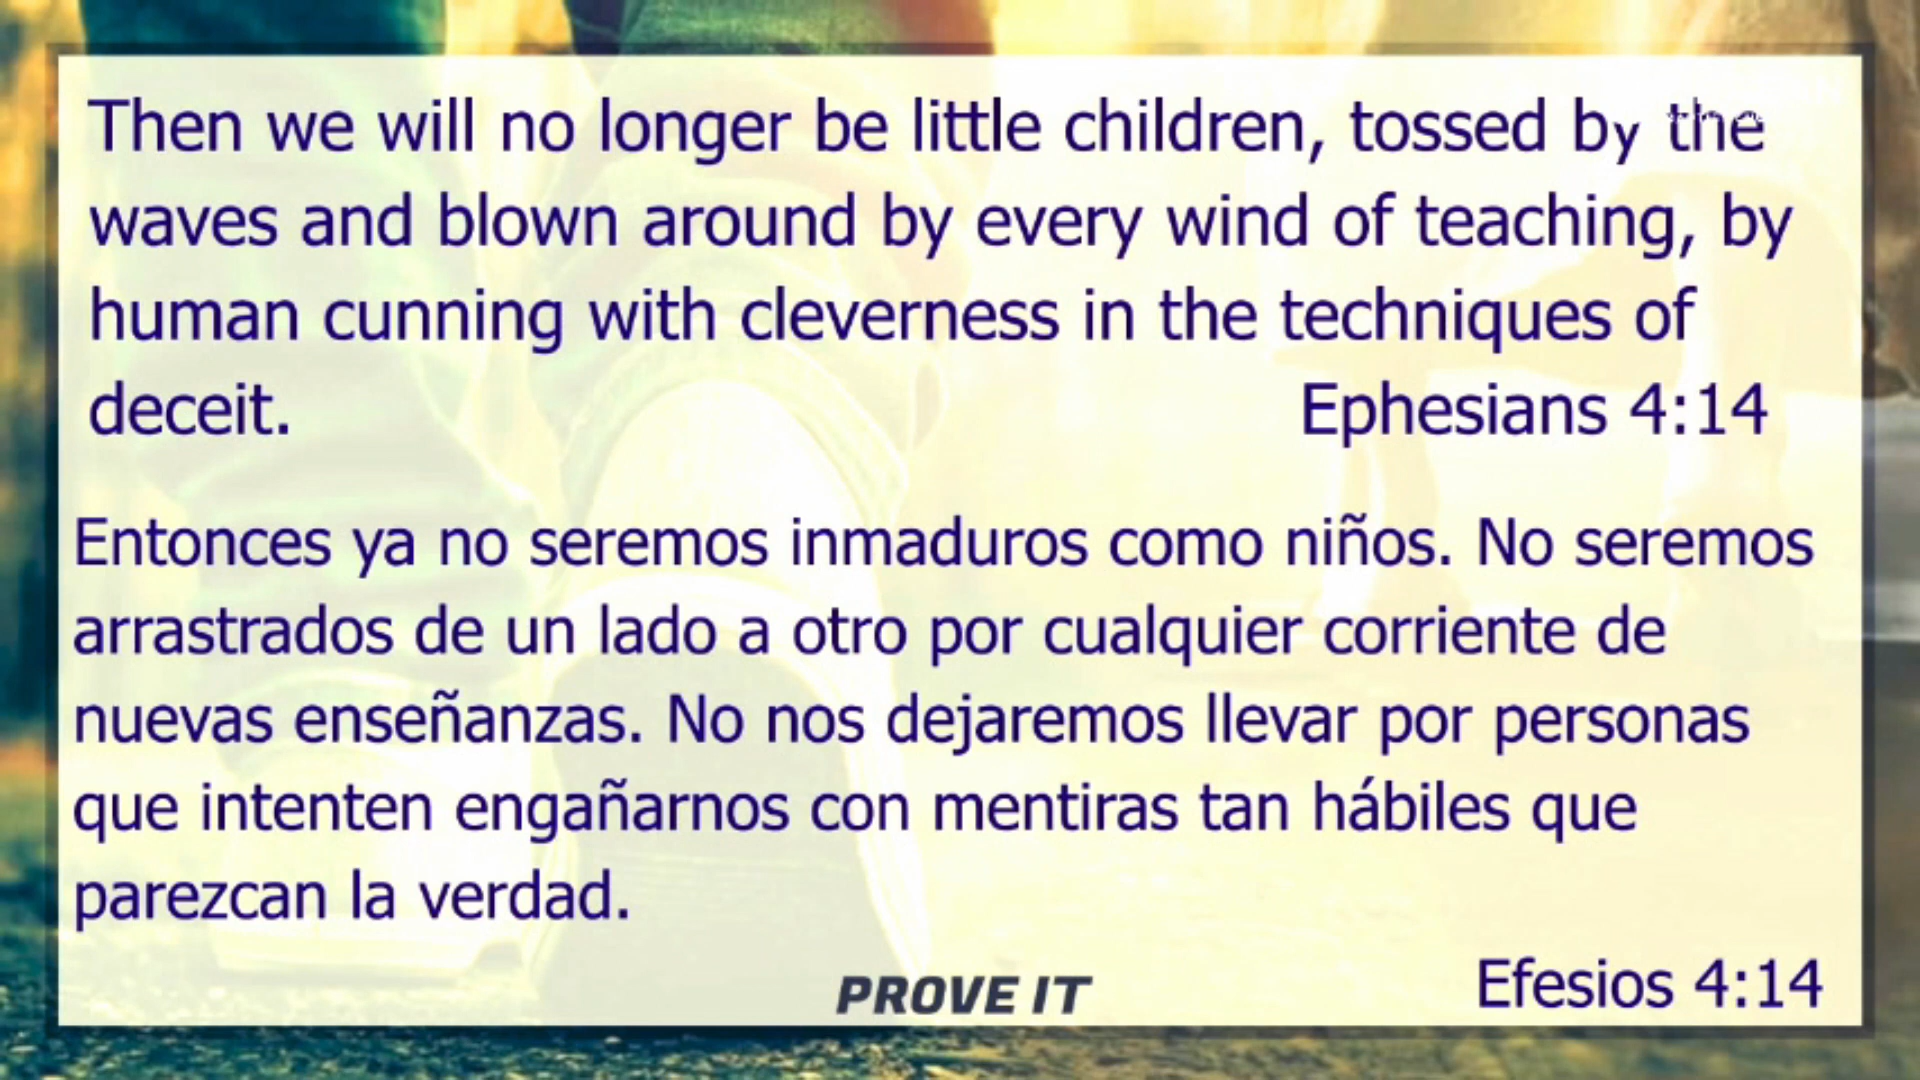 Then we will no longer be little children, tossed by the
waves and blown around by every wind of teaching, by
human cunning with cleverness in the techniques of
deceit. Ephesians 4:14
Entonces ya no seremos inmaduros como niños. No seremos
arrastrados de un lado a otro por cualquier corriente de
nuevas enseñanzas. No nos dejaremos llevar por personas
que intenten engañarnos con mentiras tan hábiles que
parezcan la verdad.
Efesios 4:14
PROVE IT